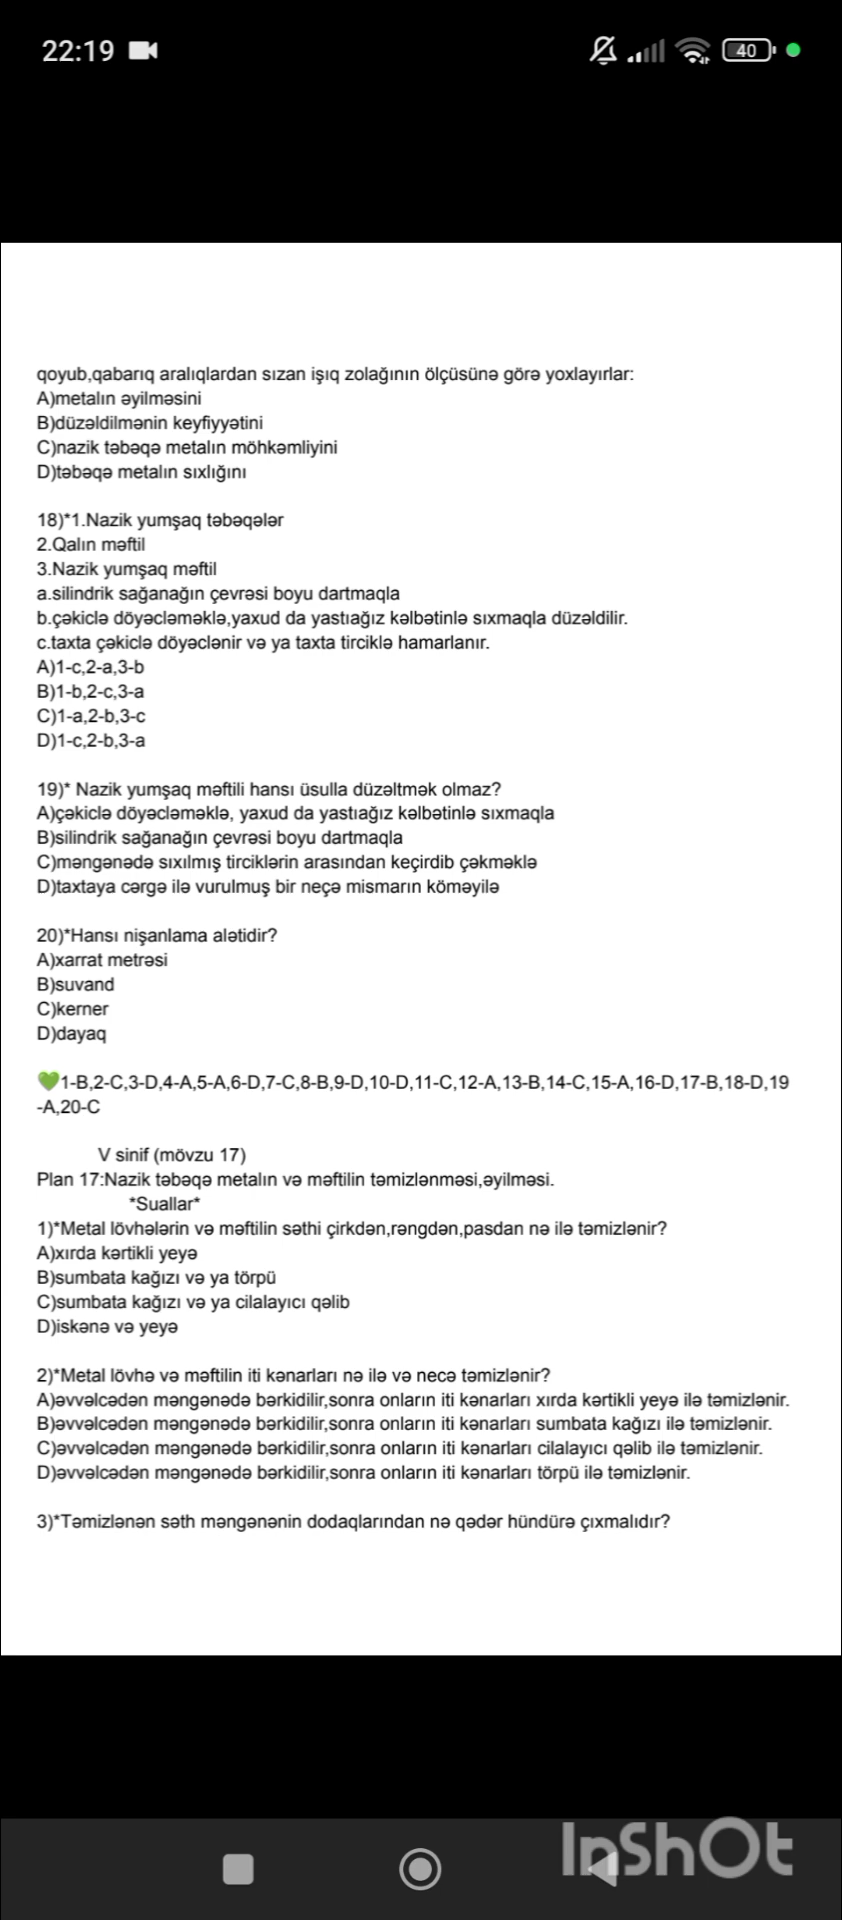 22:19
40
qoyub,qabarıq aralıqlardan sızan işıq zolağının ölçüsünə görə yoxlayırlar:
A)metalın əyilməsini
B)düzəldilmənin keyfiyyətini
C)nazik təbəqə metalın möhkəmliyini
D)təbəqə metalın sıxlığını
18)*1.Nazik yumşaq təbəqələr
2.Qalın məftil
3.Nazik yumşaq məftil
a.silindrik sağanağın çevrəsi boyu dartmaqla
b.çəkiclə döyəcləməklə,yaxud da yastıağız kəlbətinlə sıxmaqla düzəldilir.
c.taxta çəkiclə döyəclənir və ya taxta tirciklə hamarlanır.
A)1-c,2-a,3-b
B)1-b,2-c,3-a
C)1-a,2-b,3-c
D)1-c,2-b,3-a
19)* Nazik yumşaq məftili hansı üsulla düzəltmək olmaz?
A)çəkiclə döyəcləməklə, yaxud da yastıağız kəlbətinlə sıxmaqla
B)silindrik sağanağın çevrəsi boyu dartmaqla
C)məngənədə sıxılmış tirciklərin arasından keçirdib çəkməklə
D)taxtaya cərgə ilə vurulmuş bir neçə mismarın köməyilə
20)*Hansı nişanlama alətidir?
A)xarrat metrəsi
B)suvand
C)kerner
D)dayaq
💚1-B,2-C,3-D,4-A,5-A,6-D,7-C,8-B,9-D,10-D,11-C,12-A,13-B,14-C,15-A,16-D,17-B,18-D,19
-A,20-C
V sinif (mövzu 17)
Plan 17:Nazik təbəqə metalın və məftilin təmizlənməsi,əyilməsi.
*Suallar*
1)*Metal lövhələrin və məftilin səthi çirkdən,rəngdən,pasdan nə ilə təmizlənir?
A)xırda kərtikli yeyə
B)sumbata kağızı və ya törpü
C)sumbata kağızı və ya cilalayıcı qəlib
D)iskənə və yeyə
2)*Metal lövhə və məftilin iti kənarları nə ilə və necə təmizlənir?
A)əvvəlcədən məngənədə bərkidilir,sonra onların iti kənarları xırda kərtikli yeyə ilə təmizlənir.
B)əvvəlcədən məngənədə bərkidilir,sonra onların iti kənarları sumbata kağızı ilə təmizlənir.
C)əvvəlcədən məngənədə bərkidilir,sonra onların iti kənarları cilalayıcı qəlib ilə təmizlənir.
D)əvvəlcədən məngənədə bərkidilir,sonra onların iti kənarları törpü ilə təmizlənir.
3)*Təmizlənən səth məngənənin dodaqlarından nə qədər hündürə çıxmalıdır?
InShOt